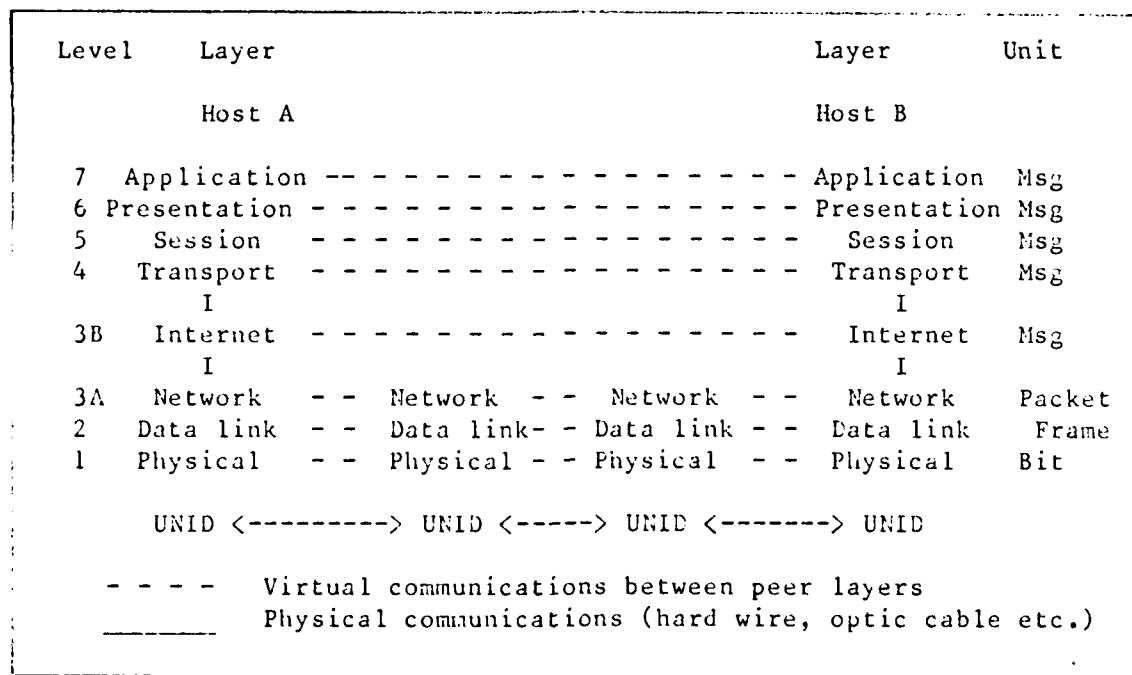 Level Layer Layer Unit
Host A Host B
7 Application -- - - - - - - - - - - - - - - Application Msg
6 Presentation - - - - - - - - - - - - - - - - Presentation Msg
5 Session - - - - - - - - - - - - - - - - Session Msg
4 Transport - - - - - - - - - - - - - - - - Transport Msg
I I
3B Internet - - - - - - - - - - - - - - - - Internet Msg
I I
3A Network - - Network - - Network - - Network Packet
2 Data link - - Data link- - Data link - - Data link Frame
1 Physical - - Physical - - Physical - - Physical Bit
UNID <---------> UNID <-----> UNID <-------> UNID
- - - - Virtual communications between peer layers
______ Physical communications (hard wire, optic cable etc.)